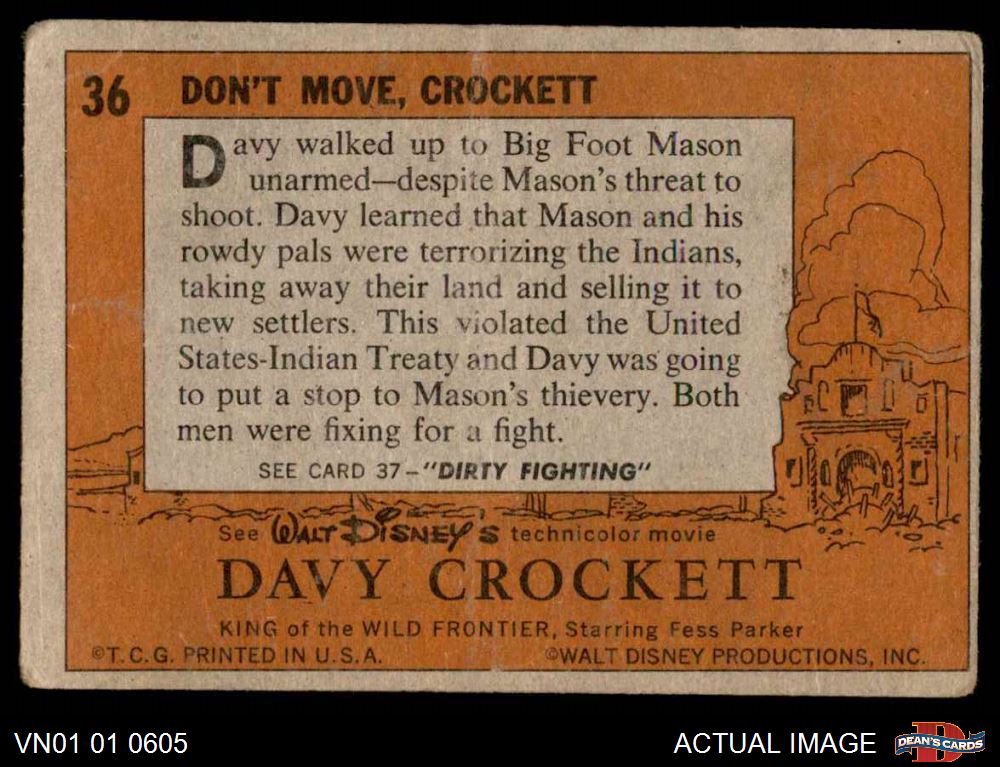 36 DON'T MOVE, CROCKETT
Davy walked up to Big Foot Mason
unarmed—despite Mason's threat to
shoot. Davy learned that Mason and his
rowdy pals were terrorizing the Indians,
taking away their land and selling it to
new settlers. This violated the United
States-Indian Treaty and Davy was going
to put a stop to Mason's thievery. Both
men were fixing for a fight.
SEE CARD 37—"DIRTY FIGHTING"
See WALT DISNEY'S technicolor movie
DAVY CROCKETT
KING of the WILD FRONTIER, Starring Fess Parker
©T.C.G. PRINTED IN U.S.A. ©WALT DISNEY PRODUCTIONS, INC.
VN01 01 0605 ACTUAL IMAGE DEAN'S CARDS